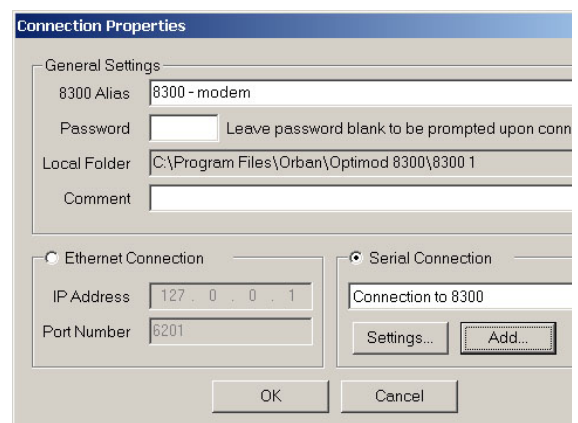 Connection Properties
General Settings
8300 Alias 8300 - modem
Password Leave password blank to be prompted upon conn
Local Folder C:\Program Files\Orban\Optimod 8300\8300 1
Comment
Ethernet Connection
IP Address 127 . 0 . 0 . 1
Port Number 6201
Serial Connection
Connection to 8300
Settings... Add...
OK Cancel